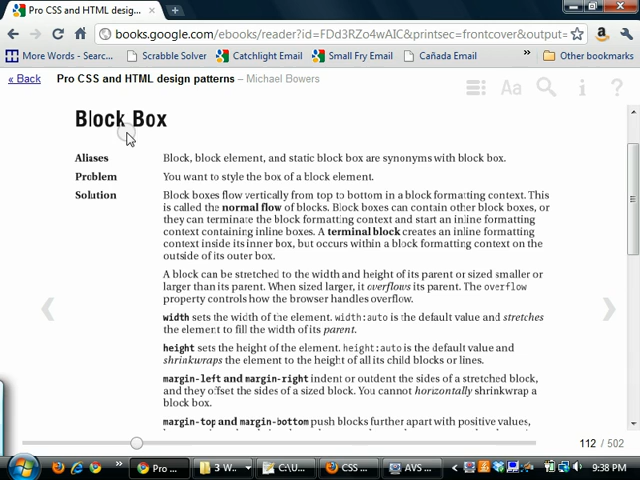 Pro CSS and HTML desig...
books.google.com/ebooks/reader?id=FDd3RZo4wAIC&printsec=frontcover&output=
More Words - Search Scrabble Solver Catchlight Email Small Fry Email Cañada Email Other bookmarks
« Back Pro CSS and HTML design patterns – Michael Bowers
Aa
Block Box
Aliases Block, block element, and static block box are synonyms with block box.
Problem You want to style the box of a block element.
Solution Block boxes flow vertically from top to bottom in a block formatting context. This
is called the normal flow of blocks. Block boxes can contain other block boxes, or
they can terminate the block formatting context and start an inline formatting
context containing inline boxes. A terminal block creates an inline formatting
context inside its inner box, but occurs within a block formatting context on the
outside of its outer box.
A block can be stretched to the width and height of its parent or sized smaller or
larger than its parent. When sized larger, it overflows its parent. The overflow
property controls how the browser handles overflow.
width sets the width of the element. width:auto is the default value and stretches
the element to fill the width of its parent.
height sets the height of the element. height:auto is the default value and
shrinkwraps the element to the height of all its child blocks or lines.
margin-left and margin-right indent or outdent the sides of a stretched block,
and they offset the sides of a sized block. You cannot horizontally shrinkwrap a
block box.
margin-top and margin-bottom push blocks further apart with positive values,
112 / 502
Pro ... 3 W... C:\U... CSS ... AVS ... 9:38 PM